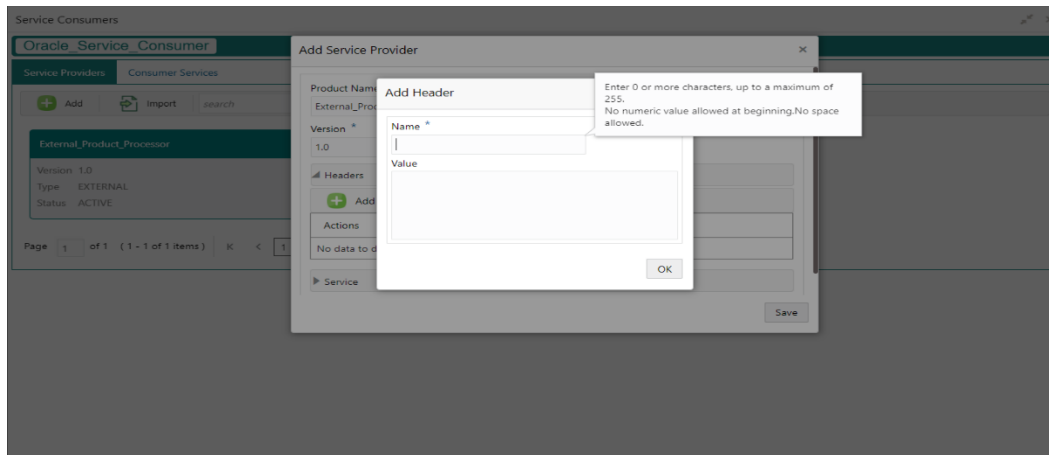 Service Consumers
Oracle_Service_Consumer
Service Providers Consumer Services
Add Import search
External_Product_Processor
Version 1.0
Type EXTERNAL
Status ACTIVE
Page 1 of 1 (1 - 1 of 1 items) K < 1
Add Service Provider ×
Product Name
Version *
1.0
Headers
Add
Actions
No data to d
Service
Save
Add Header
Name *
Value
OK
Enter 0 or more characters, up to a maximum of
255.
No numeric value allowed at beginning.No space
allowed.